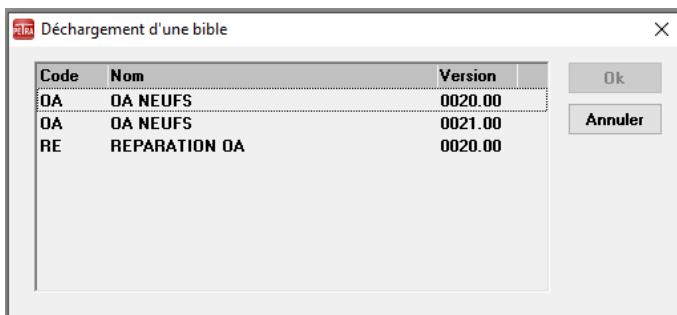 PETRA Déchargement d'une bible
Code Nom Version
Ok
OA OA NEUFS 0020.00
OA OA NEUFS 0021.00
Annuler
RE REPARATION OA 0020.00